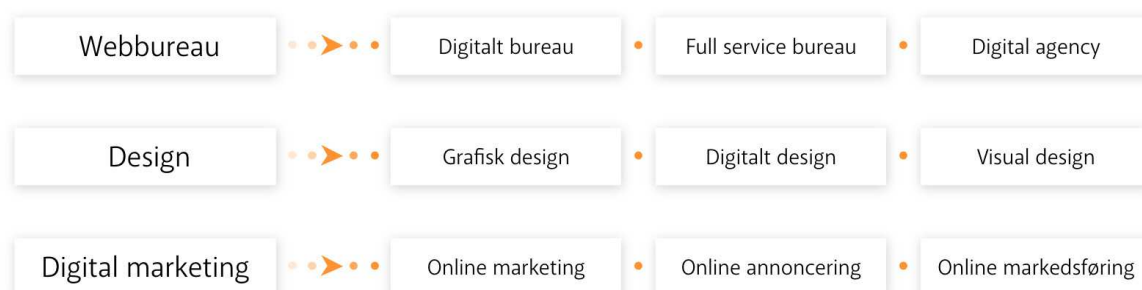 Webbureau
Digitalt bureau
Full service bureau
Digital agency
Design
Grafisk design
Digitalt design
Visual design
Digital marketing
Online marketing
Online annoncering
Online markedsføring